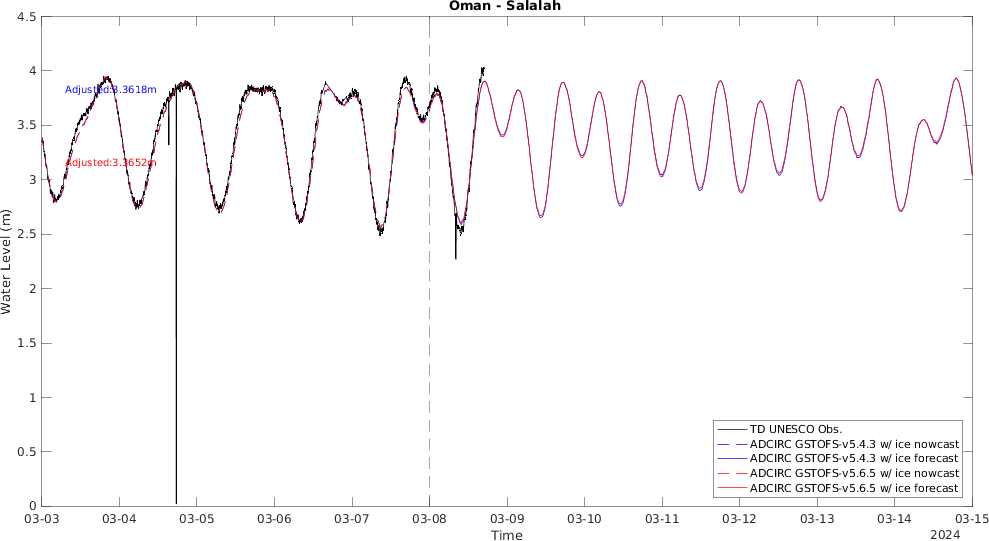 Oman - Salalah
4.5
4
3.5
3
2.5
2
1.5
1
0.5
0
Water Level (m)
Adjusted:3.3618m
Adjusted:3.3652m
TD UNESCO Obs.
ADCIRC GSTOFS-v5.4.3 w/ ice nowcast
ADCIRC GSTOFS-v5.4.3 w/ ice forecast
ADCIRC GSTOFS-v5.6.5 w/ ice nowcast
ADCIRC GSTOFS-v5.6.5 w/ ice forecast
03-03 03-04 03-05 03-06 03-07 03-08 03-09 03-10 03-11 03-12 03-13 03-14 03-15
Time
2024